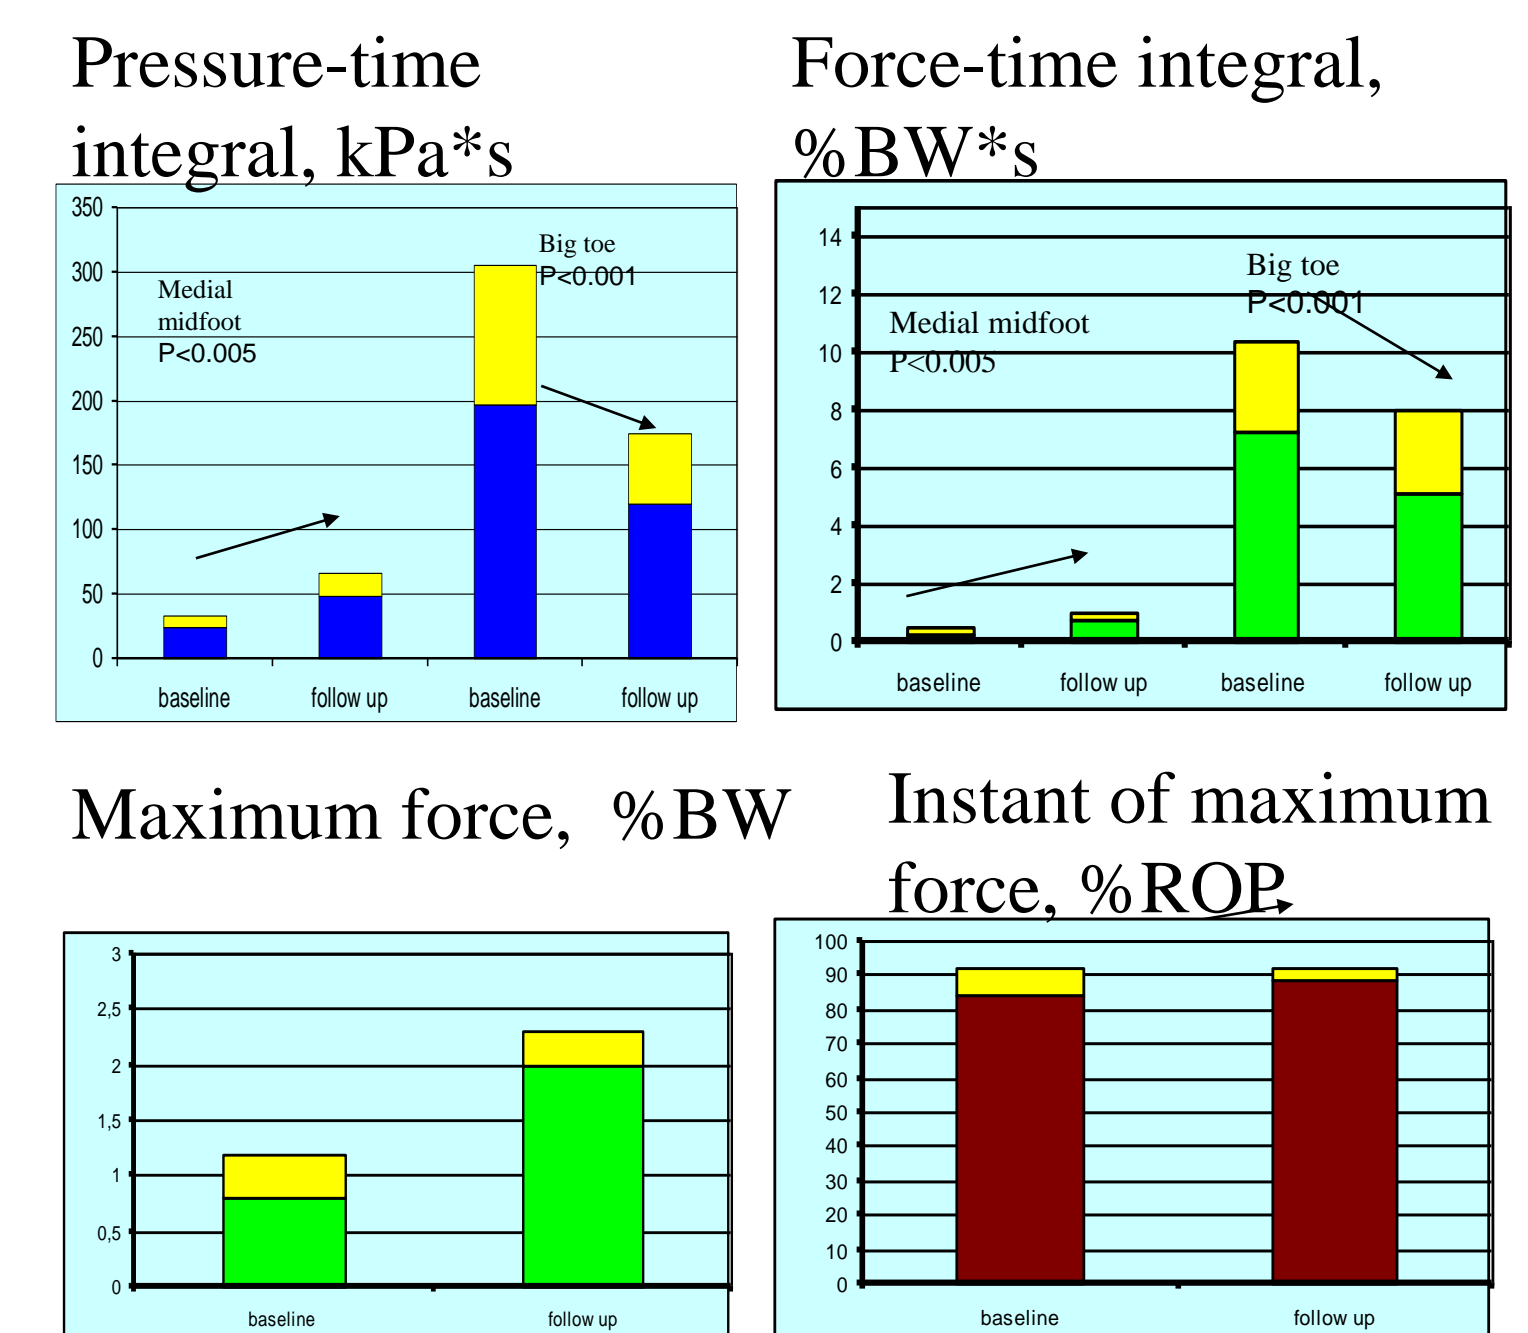 Pressure-time
integral, kPa*s
350
300
250
200
150
100
50
0
Medial
midfoot
P<0.005
Big toe
P<0.001
baseline
follow up
baseline
follow up
Force-time integral,
%BW*s
14
12
10
8
6
4
2
0
Medial midfoot
P<0.005
Big toe
P<0.001
baseline
follow up
baseline
follow up
Maximum force, %BW
3
2,5
2
1,5
1
0,5
0
baseline
follow up
Instant of maximum
force, %ROP
100
90
80
70
60
50
40
30
20
10
0
baseline
follow up